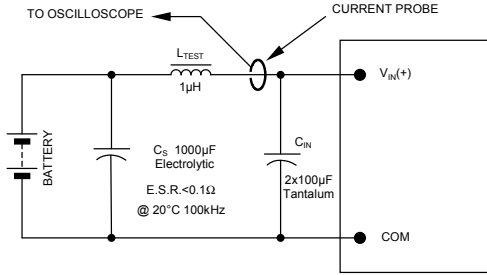 TO OSCILLOSCOPE
CURRENT PROBE
LTEST
1µH
VIN(+)
BATTERY
CS 1000µF
Electrolytic
E.S.R.<0.1Ω
@ 20°C 100kHz
CIN
2x100µF
Tantalum
COM